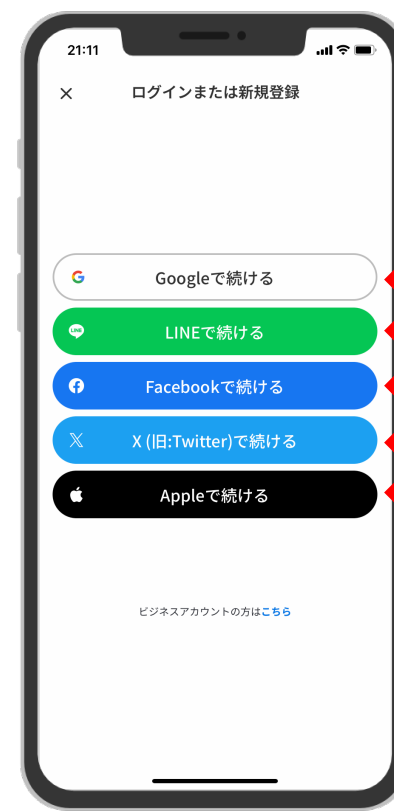 21:11
ログインまたは新規登録
Googleで続ける
LINE
LINEで続ける
Facebookで続ける
X (旧:Twitter)で続ける
Appleで続ける
ビジネスアカウントの方はこちら